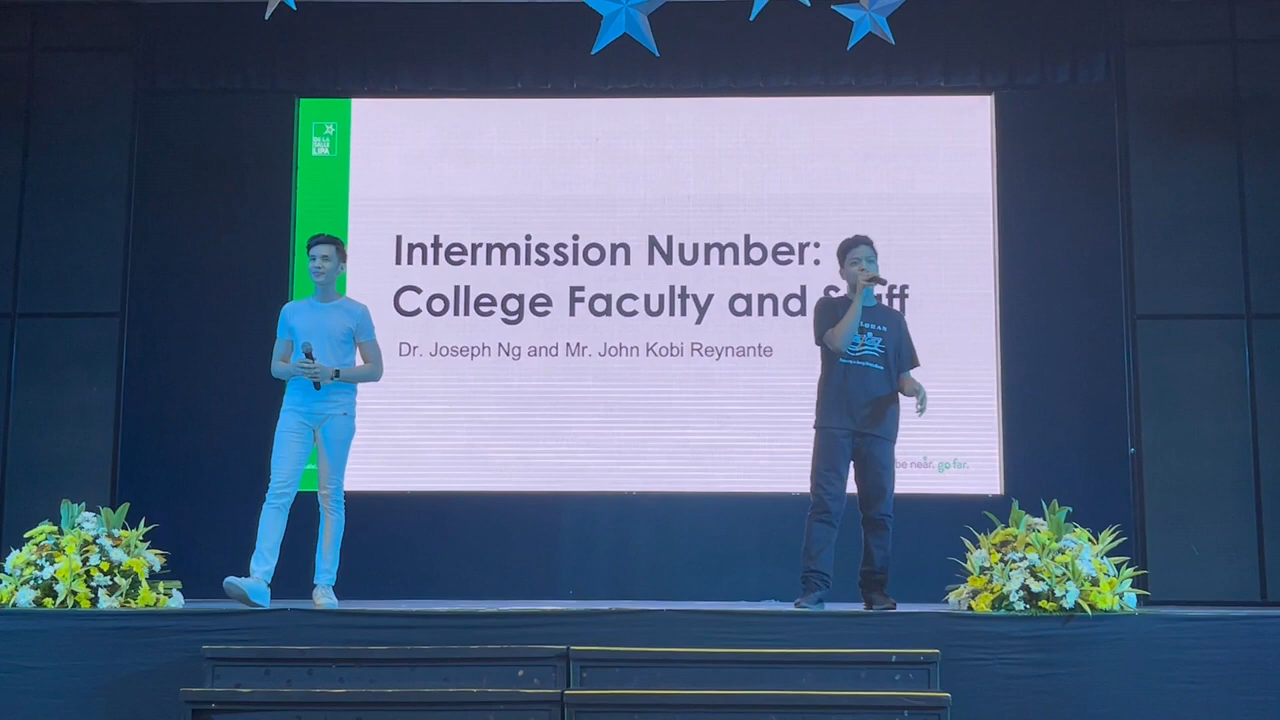 DE LA
SALLE
LIPA
Intermission Number:
College Faculty and Staff
Dr. Joseph Ng and Mr. John Kobi Reynante
be near. go far.